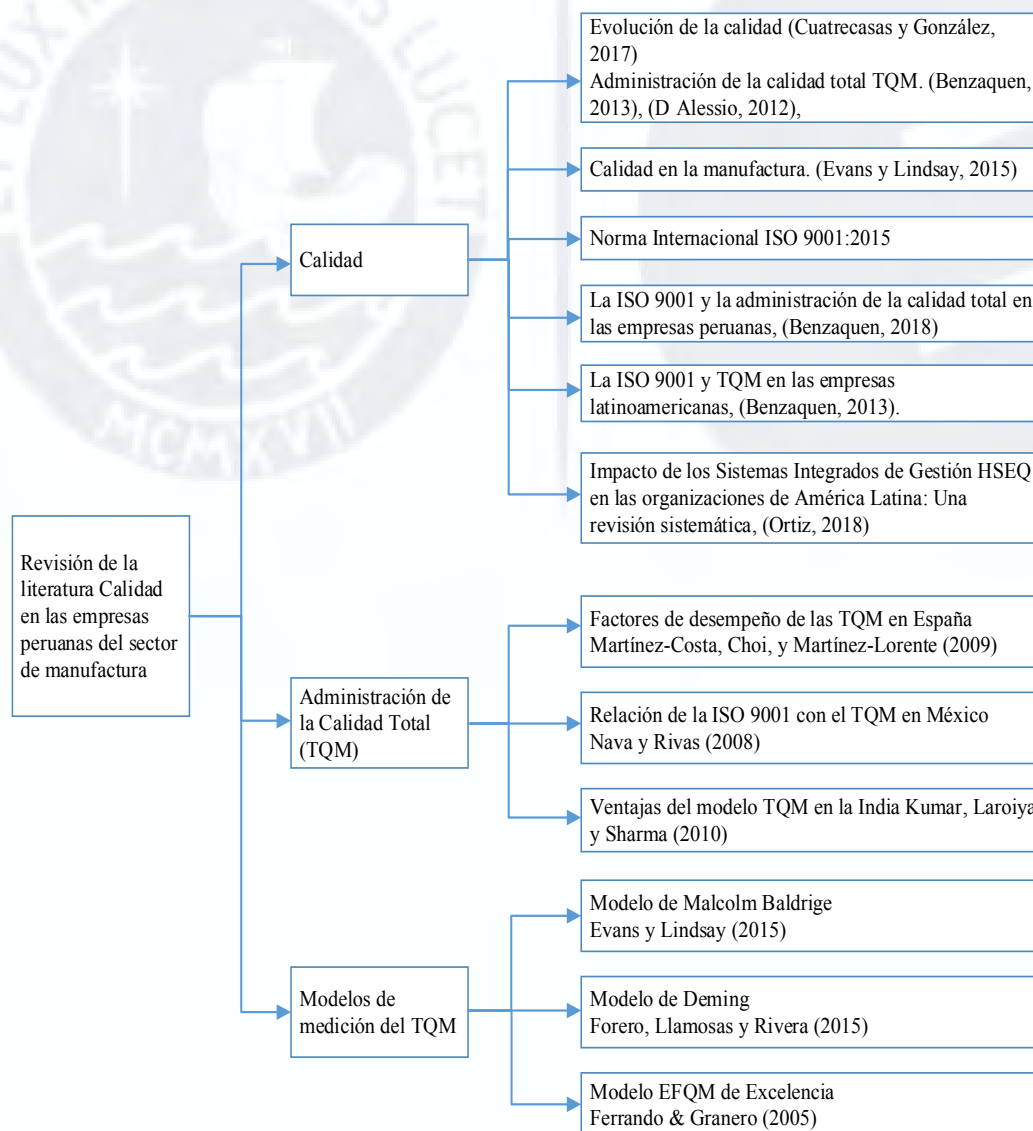 Revisión de la
literatura Calidad
en las empresas
peruanas del sector
de manufactura
Calidad
Evolución de la calidad (Cuatrecasas y González,
2017)
Administración de la calidad total TQM. (Benzaquen,
2013), (D Alessio, 2012),
Calidad en la manufactura. (Evans y Lindsay, 2015)
Norma Internacional ISO 9001:2015
La ISO 9001 y la administración de la calidad total en
las empresas peruanas, (Benzaquen, 2018)
La ISO 9001 y TQM en las empresas
latinoamericanas, (Benzaquen, 2013).
Impacto de los Sistemas Integrados de Gestión HSEQ
en las organizaciones de América Latina: Una
revisión sistemática, (Ortiz, 2018)
Administración de
la Calidad Total
(TQM)
Factores de desempeño de las TQM en España
Martínez-Costa, Choi, y Martínez-Lorente (2009)
Relación de la ISO 9001 con el TQM en México
Nava y Rivas (2008)
Ventajas del modelo TQM en la India Kumar, Laroiya
y Sharma (2010)
Modelos de
medición del TQM
Modelo de Malcolm Baldrige
Evans y Lindsay (2015)
Modelo de Deming
Forero, Llamosas y Rivera (2015)
Modelo EFQM de Excelencia
Ferrando & Granero (2005)
LUCET
MCMXVII